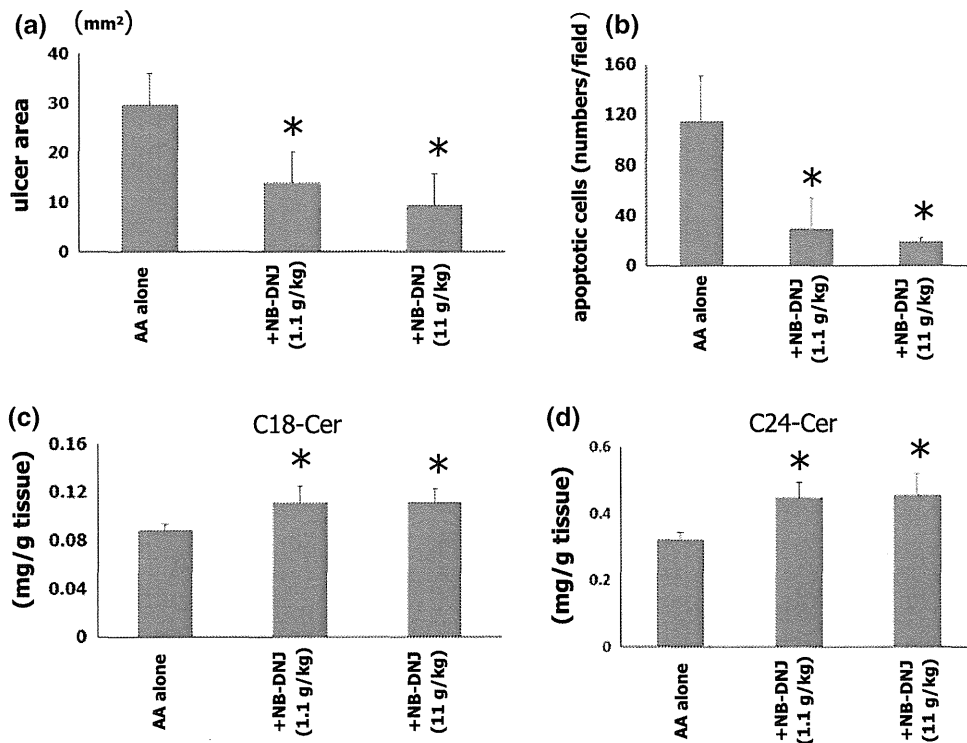 (a) (mm²)
ulcer area
40
30
20
10
0
*
*
AA alone
+NB-DNJ
(1.1 g/kg)
+NB-DNJ
(11 g/kg)
(b)
apoptotic cells (numbers/field)
160
120
80
40
0
*
*
AA alone
+NB-DNJ
(1.1 g/kg)
+NB-DNJ
(11 g/kg)
(c) C18-Cer
(mg/g tissue)
0.16
0.12
0.08
0.04
0
*
*
AA alone
+NB-DNJ
(1.1 g/kg)
+NB-DNJ
(11 g/kg)
(d) C24-Cer
(mg/g tissue)
0.6
0.4
0.2
0
*
*
AA alone
+NB-DNJ
(1.1 g/kg)
+NB-DNJ
(11 g/kg)